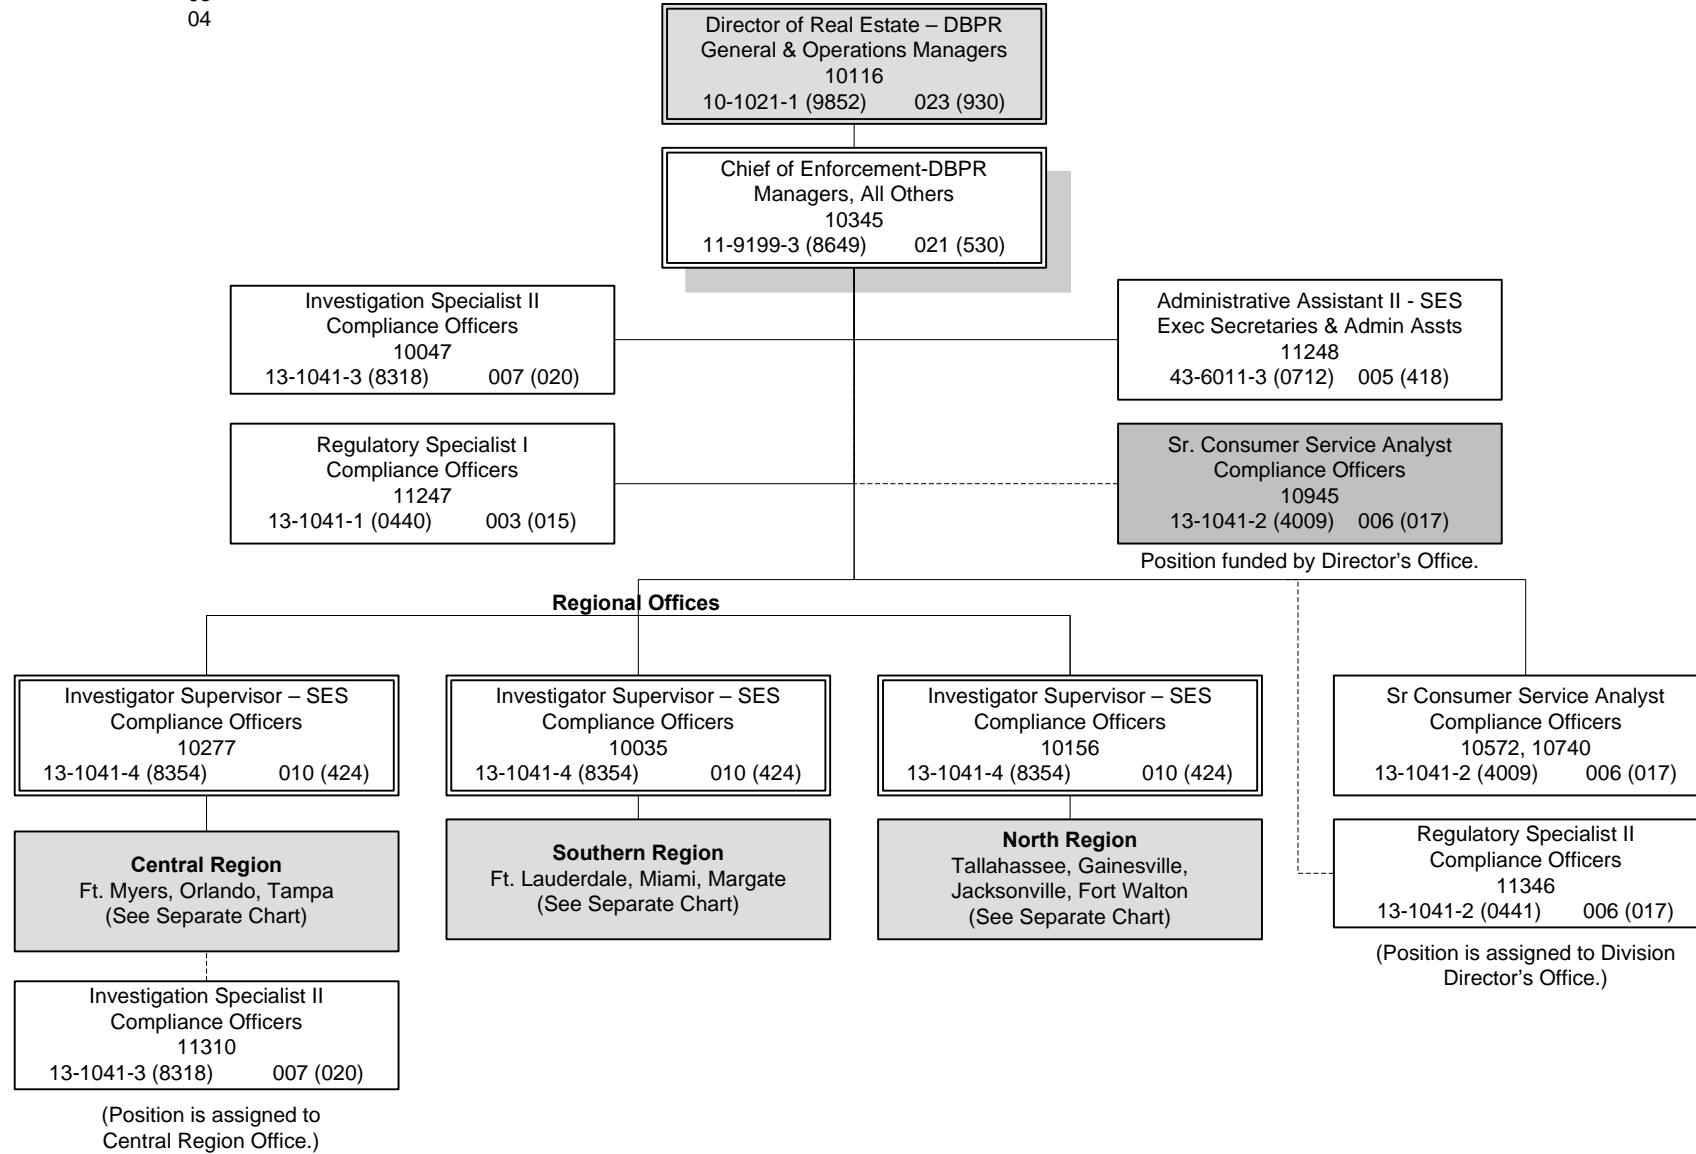 04
Director of Real Estate – DBPR
General & Operations Managers
10116
10-1021-1 (9852) 023 (930)
Chief of Enforcement-DBPR
Managers, All Others
10345
11-9199-3 (8649) 021 (530)
Investigation Specialist II
Compliance Officers
10047
13-1041-3 (8318) 007 (020)
Administrative Assistant II - SES
Exec Secretaries & Admin Assts
11248
43-6011-3 (0712) 005 (418)
Regulatory Specialist I
Compliance Officers
11247
13-1041-1 (0440) 003 (015)
Sr. Consumer Service Analyst
Compliance Officers
10945
13-1041-2 (4009) 006 (017)
Position funded by Director’s Office.
Regional Offices
Investigator Supervisor – SES
Compliance Officers
10277
13-1041-4 (8354) 010 (424)
Investigator Supervisor – SES
Compliance Officers
10035
13-1041-4 (8354) 010 (424)
Investigator Supervisor – SES
Compliance Officers
10156
13-1041-4 (8354) 010 (424)
Sr Consumer Service Analyst
Compliance Officers
10572, 10740
13-1041-2 (4009) 006 (017)
Central Region
Ft. Myers, Orlando, Tampa
(See Separate Chart)
Southern Region
Ft. Lauderdale, Miami, Margate
(See Separate Chart)
North Region
Tallahassee, Gainesville,
Jacksonville, Fort Walton
(See Separate Chart)
Regulatory Specialist II
Compliance Officers
11346
13-1041-2 (0441) 006 (017)
(Position is assigned to Division
Director’s Office.)
Investigation Specialist II
Compliance Officers
11310
13-1041-3 (8318) 007 (020)
(Position is assigned to
Central Region Office.)